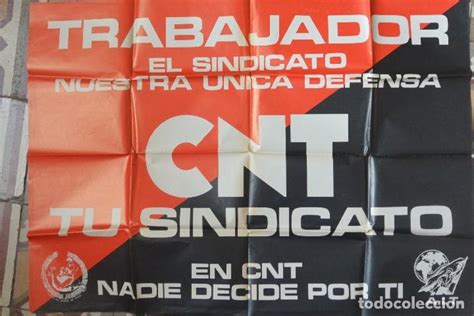 TRABAJADOR
EL SINDICATO
NUESTRA UNICA DEFENSA
CNT
TU SINDICATO
EN CNT
NADIE DECIDE POR TI
A.I.T.
todocoleccion